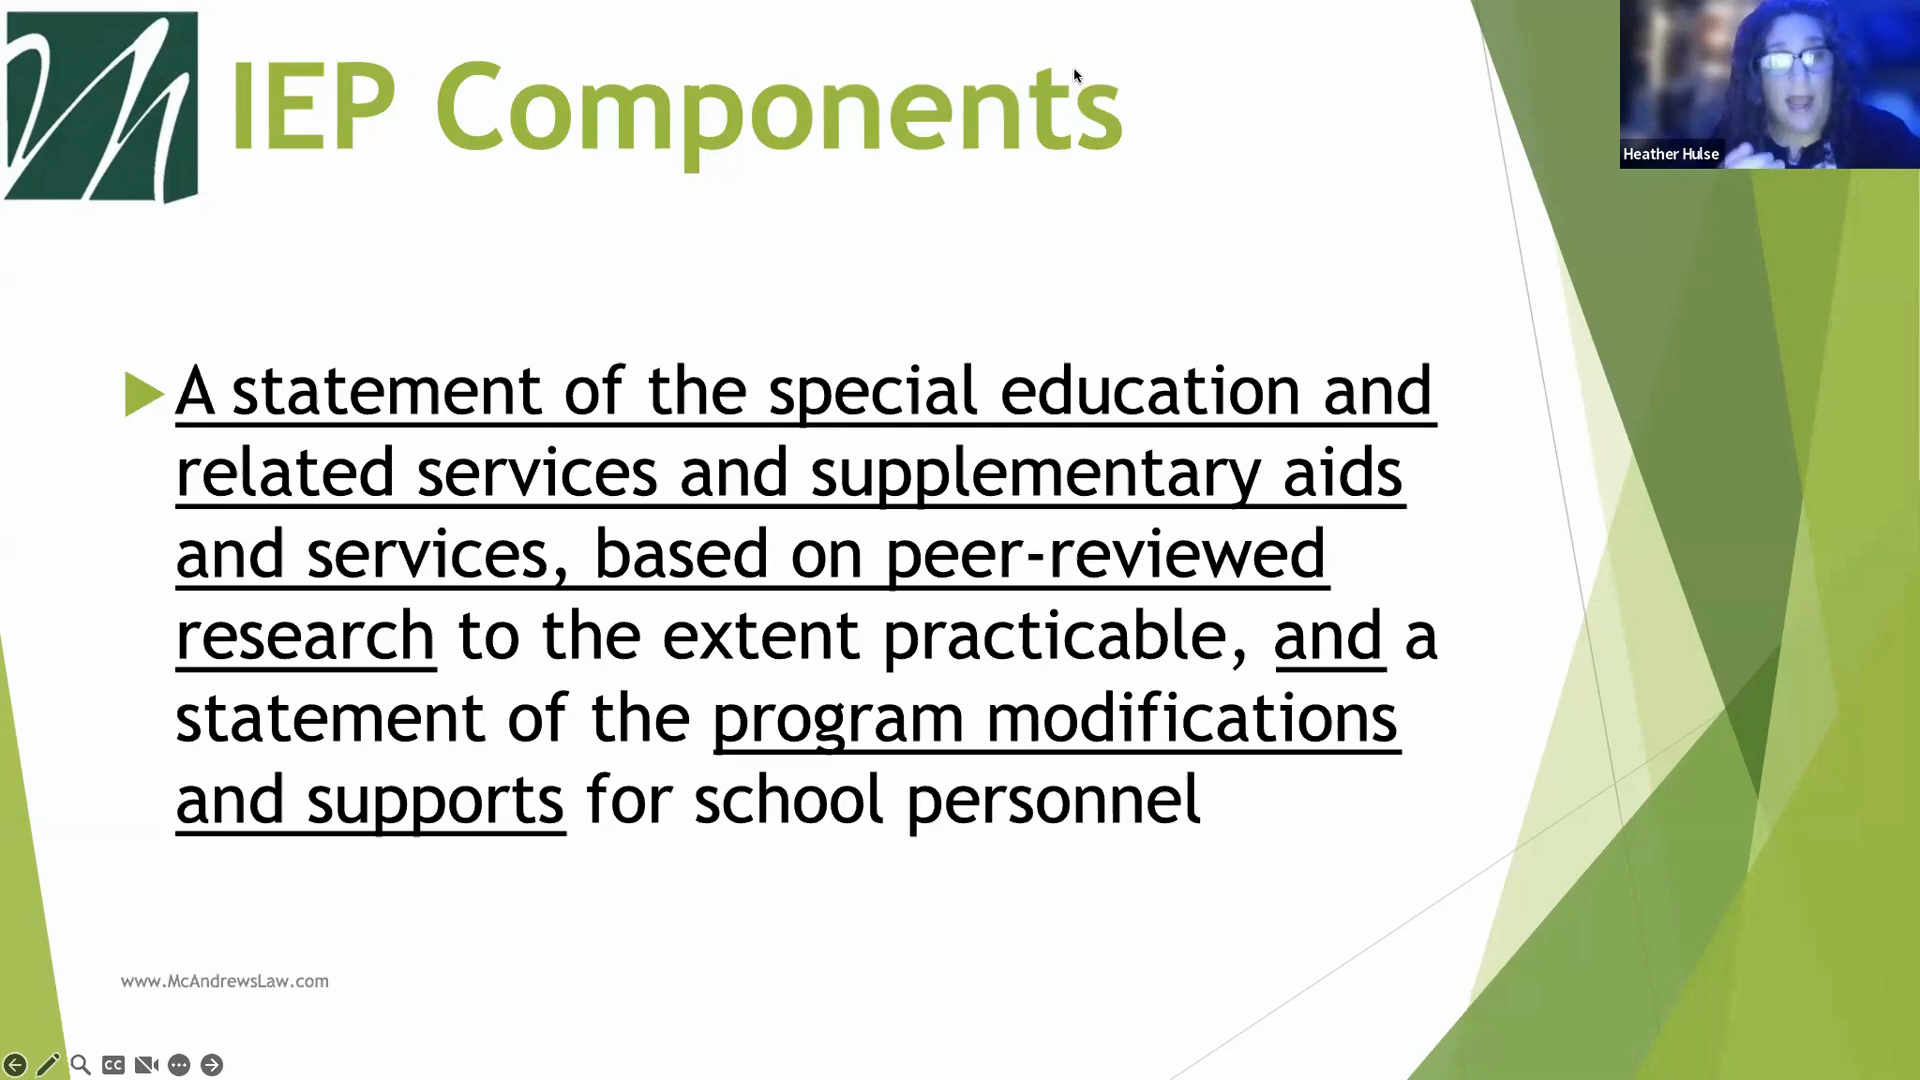 IEP Components
Heather Hulse
A statement of the special education and
related services and supplementary aids
and services, based on peer-reviewed
research to the extent practicable, and a
statement of the program modifications
and supports for school personnel
www.McAndrewsLaw.com
CC